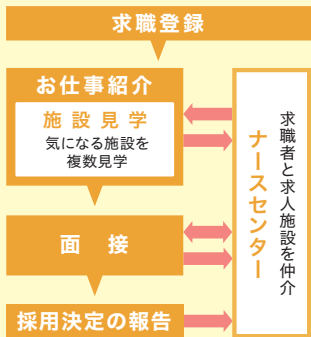 求職登録
お仕事紹介
施設見学
気になる施設を
複数見学
面接
採用決定の報告
求職者と求人施設を仲介
ナースセンター